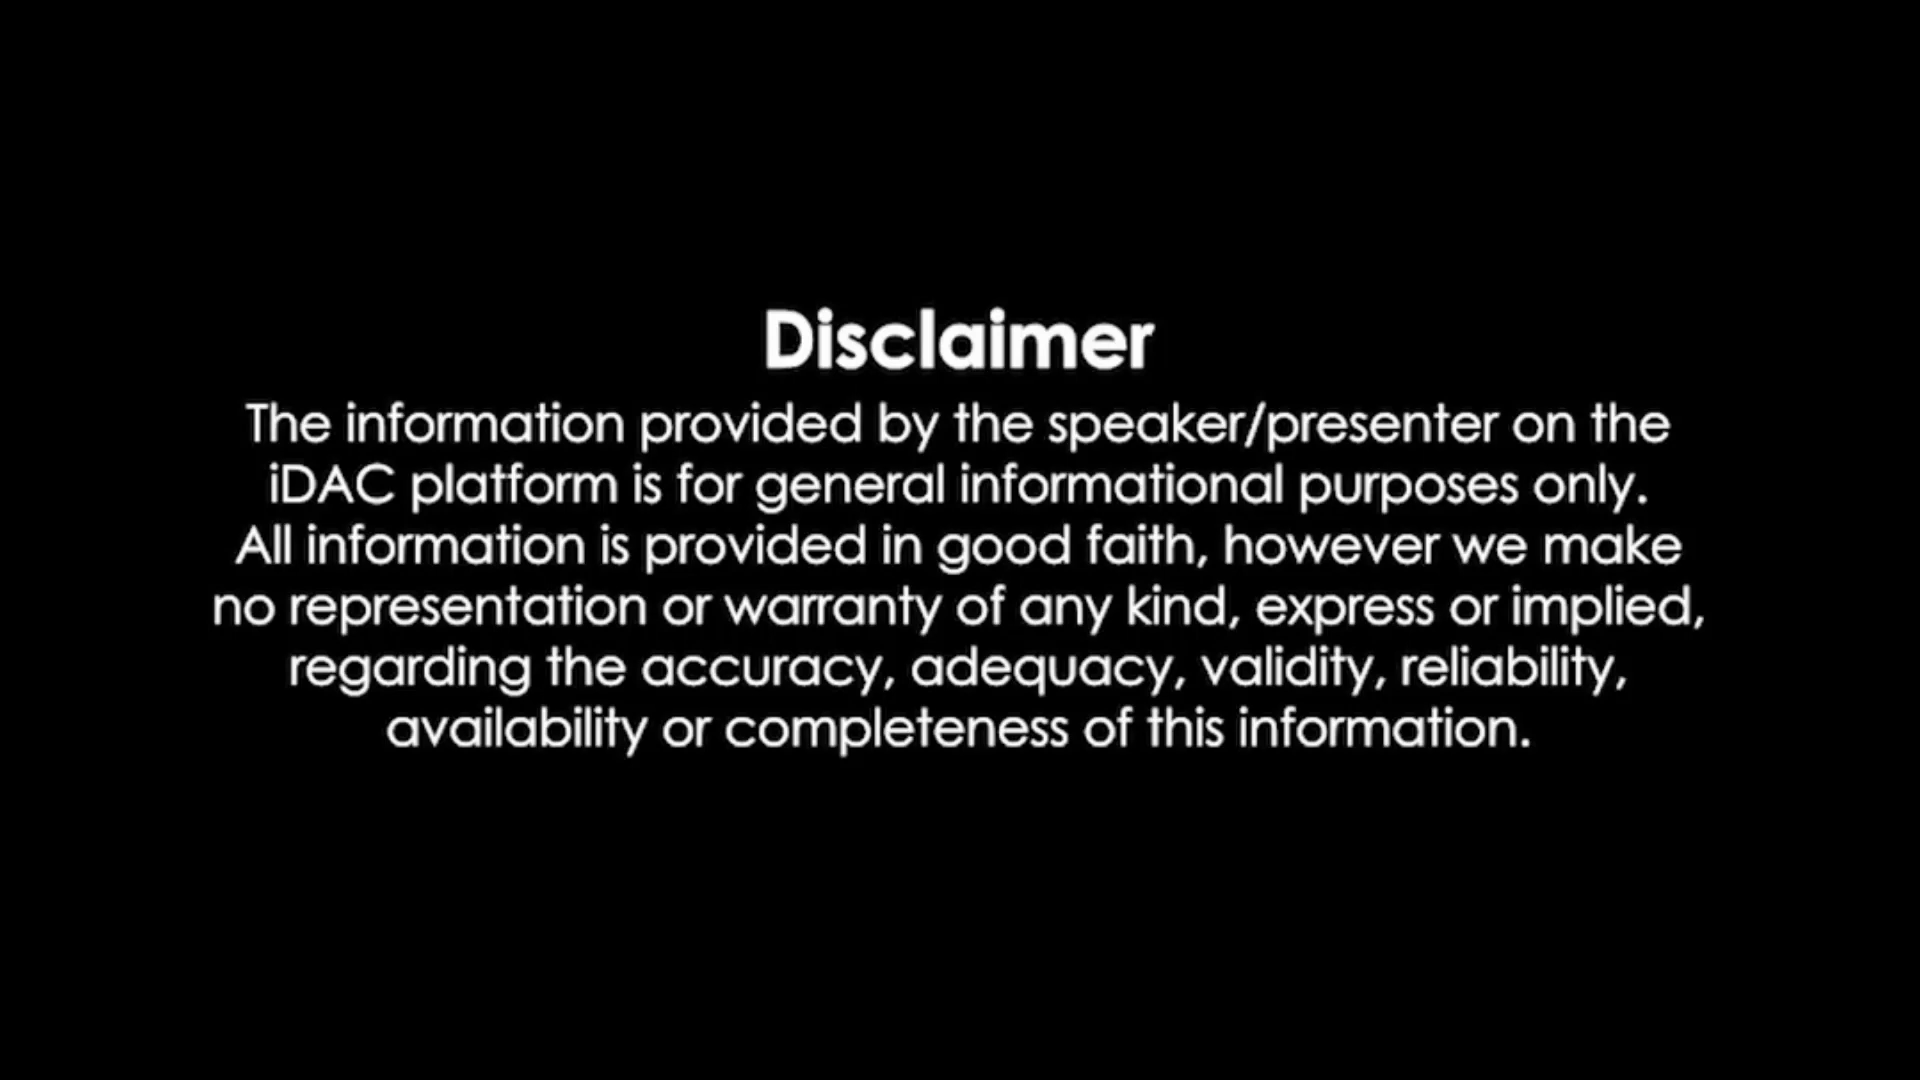 Disclaimer
The information provided by the speaker/presenter on the
iDAC platform is for general informational purposes only.
All information is provided in good faith, however we make
no representation or warranty of any kind, express or implied,
regarding the accuracy, adequacy, validity, reliability,
availability or completeness of this information.